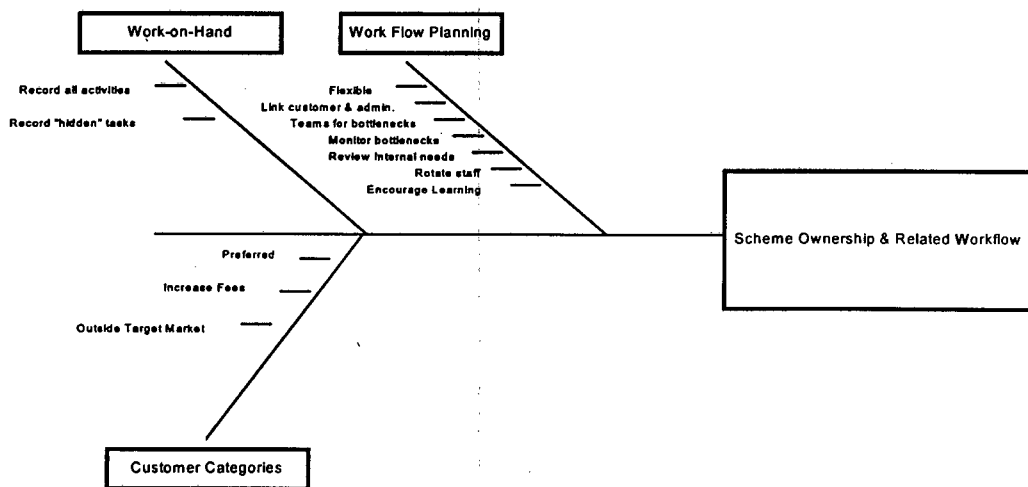 Work-on-Hand
Work Flow Planning
Record all activities
Record "hidden" tasks
Flexible
Link customer & admin.
Teams for bottlenecks
Monitor bottlenecks
Review Internal needs
Rotate staff
Encourage Learning
Scheme Ownership & Related Workflow
Preferred
Increase Fees
Outside Target Market
Customer Categories